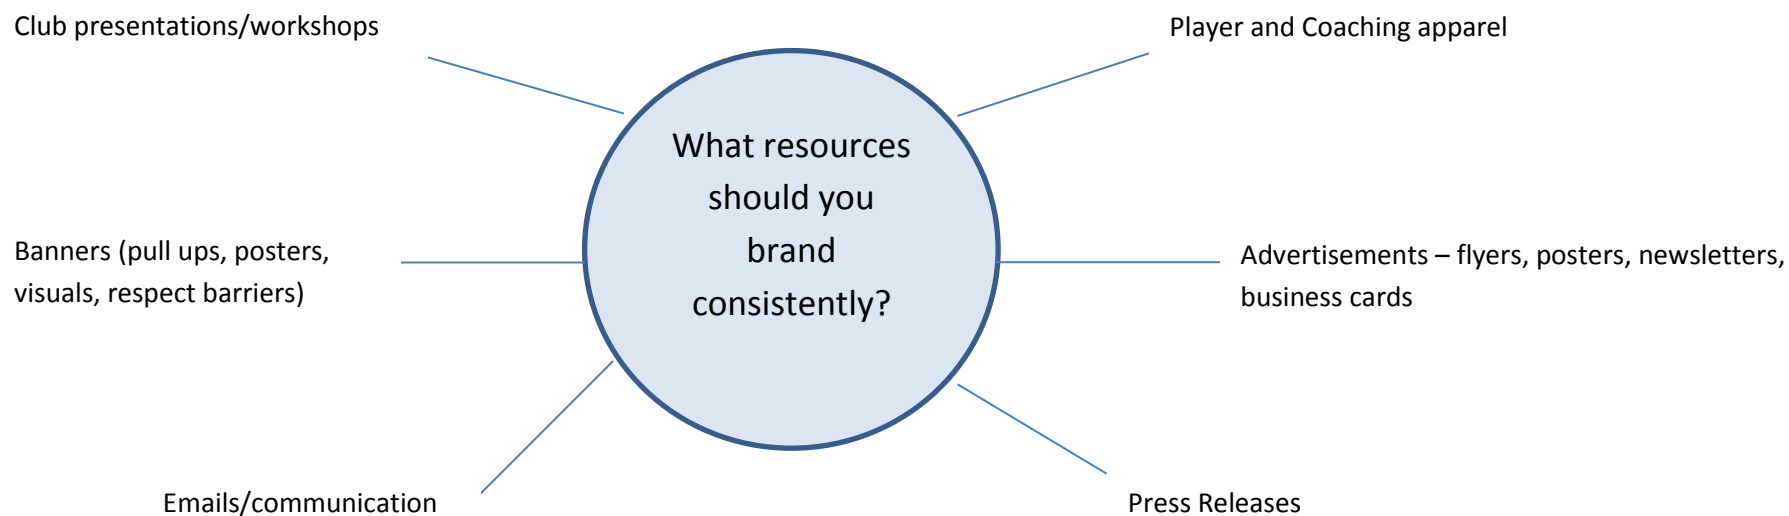 Club presentations/workshops
Player and Coaching apparel
What resources
should you
brand
consistently?
Banners (pull ups, posters,
visuals, respect barriers)
Advertisements – flyers, posters, newsletters,
business cards
Emails/communication
Press Releases